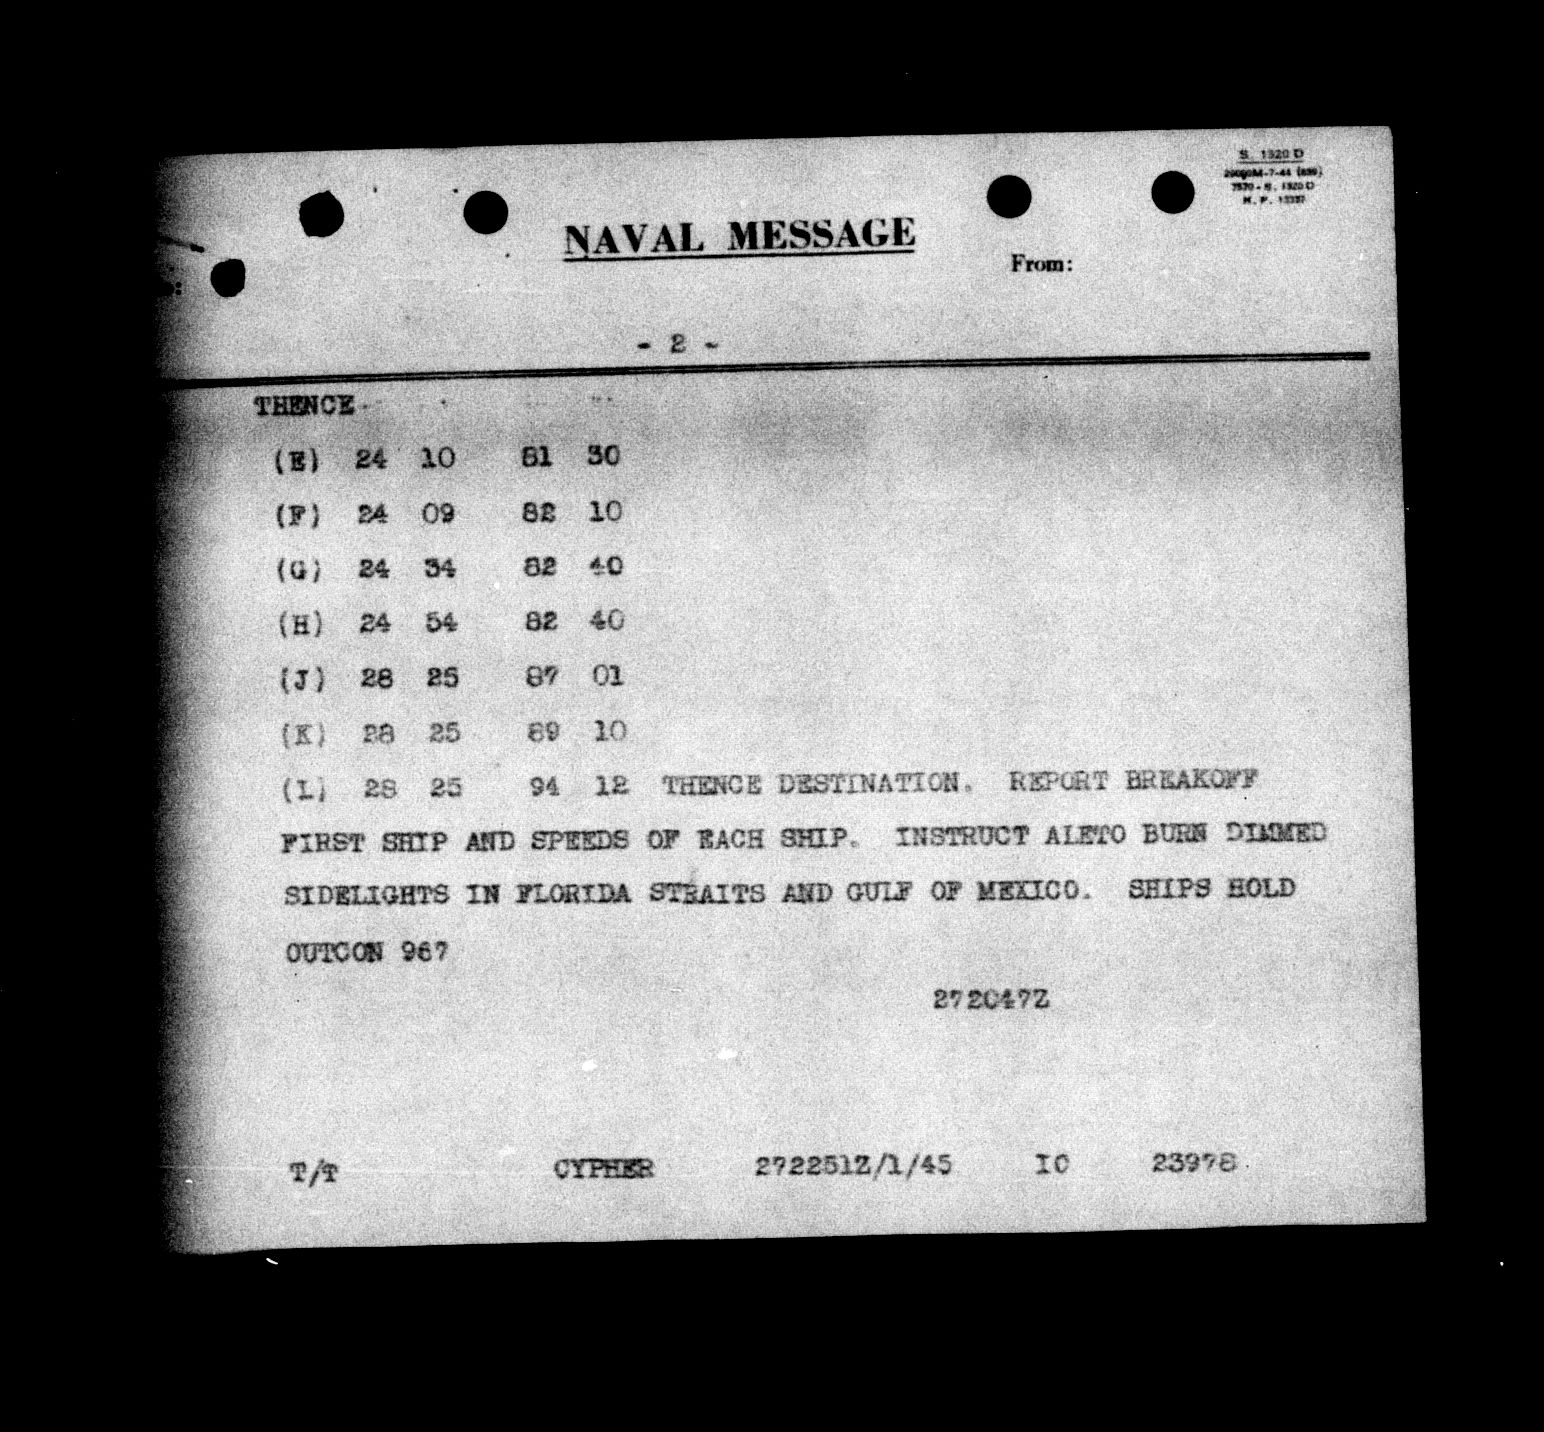 S. 1320 D
7570-S. 1320 D
NAVAL MESSAGE
From:
- 2 -
THENCE
(E) 24 10 81 30
(F) 24 09 82 10
(G) 24 34 82 40
(H) 24 54 82 40
(J) 28 25 87 01
(K) 28 25 89 10
(L) 28 25 94 12 THENCE DESTINATION. REPORT BREAKOFF
FIRST SHIP AND SPEEDS OF EACH SHIP. INSTRUCT ALETO BURN DIMMED
SIDELIGHTS IN FLORIDA STRAITS AND GULF OF MEXICO. SHIPS HOLD
OUTCON 967
272047Z
T/T CYPHER 272251Z/1/45 IC 23978